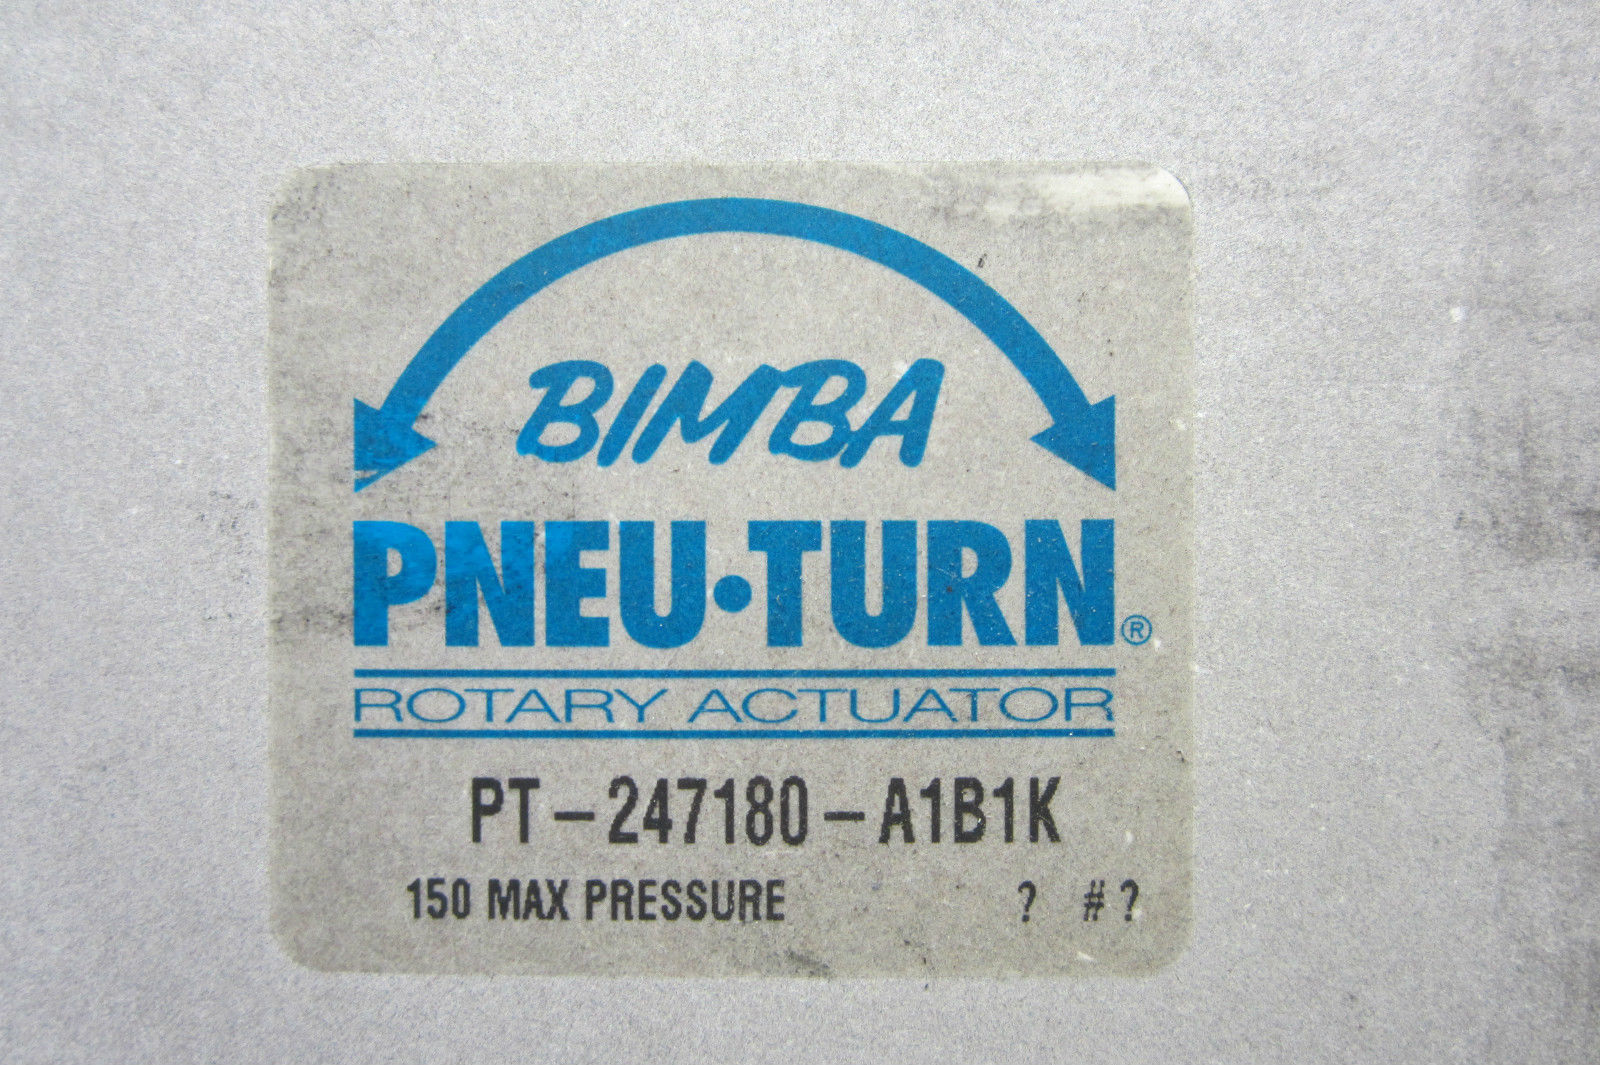 BIMBA
PNEU•TURN®
ROTARY ACTUATOR
PT-247180-A1B1K
150 MAX PRESSURE ? #?